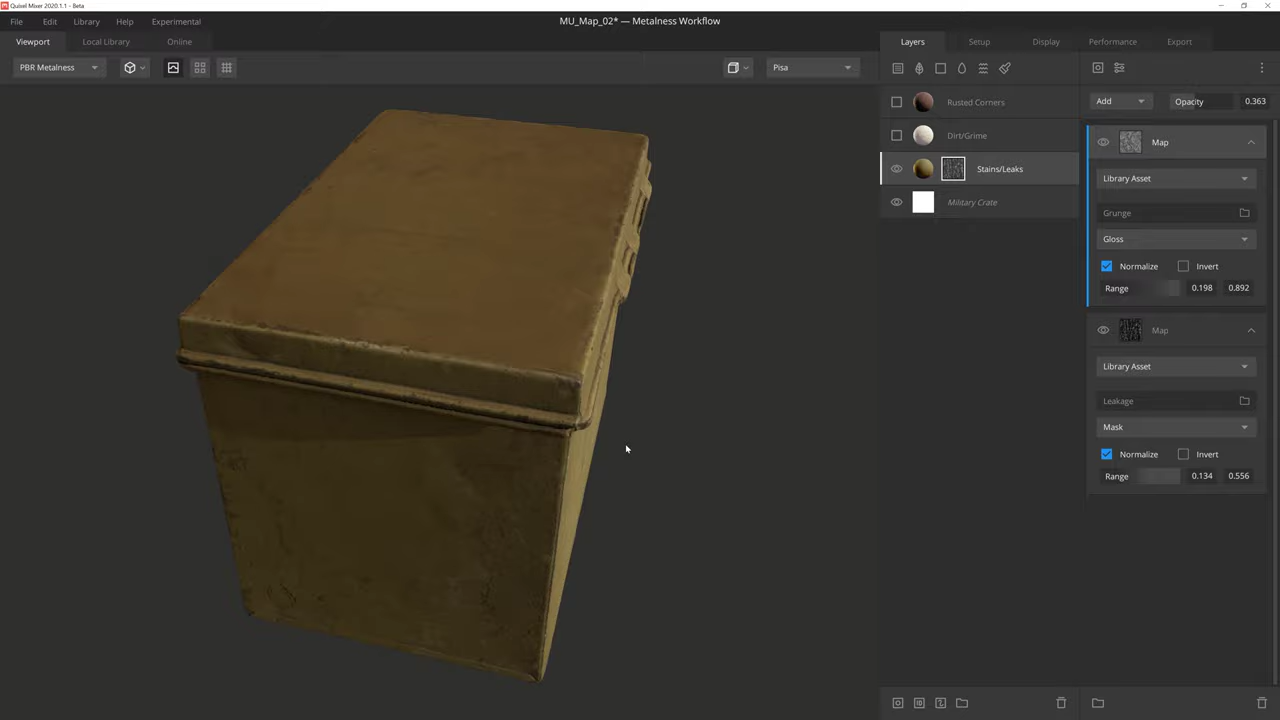 Quixel Mixer 2020.1.1 - Beta
File Edit Library Help Experimental
MU_Map_02* — Metalness Workflow
Viewport Local Library Online
Layers Setup Display Performance Export
PBR Metalness
Pisa
Rusted Corners
Dirt/Grime
Stains/Leaks
Military Crate
Add Opacity 0.363
Map
Library Asset
Grunge
Gloss
Normalize Invert
Range 0.198 0.892
Map
Library Asset
Leakage
Mask
Normalize Invert
Range 0.134 0.556